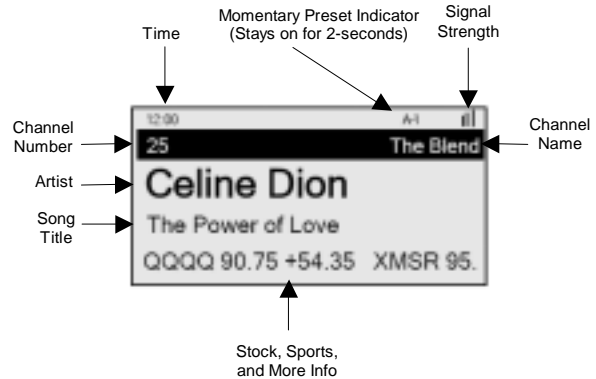 Momentary Preset Indicator
(Stays on for 2-seconds)
Signal
Strength
Time
12:00 A-1
Channel
Number
25 The Blend
Channel
Name
Artist
Celine Dion
Song
Title
The Power of Love
QQQQ 90.75 +54.35 XMSR 95.
Stock, Sports,
and More Info